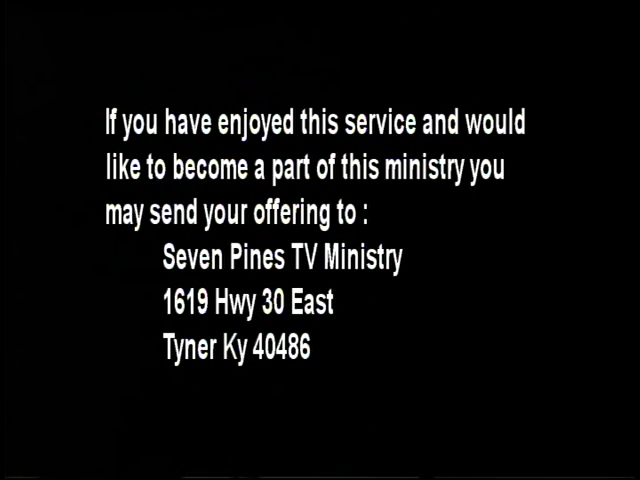 If you have enjoyed this service and would
like to become a part of this ministry you
may send your offering to :
Seven Pines TV Ministry
1619 Hwy 30 East
Tyner Ky 40486